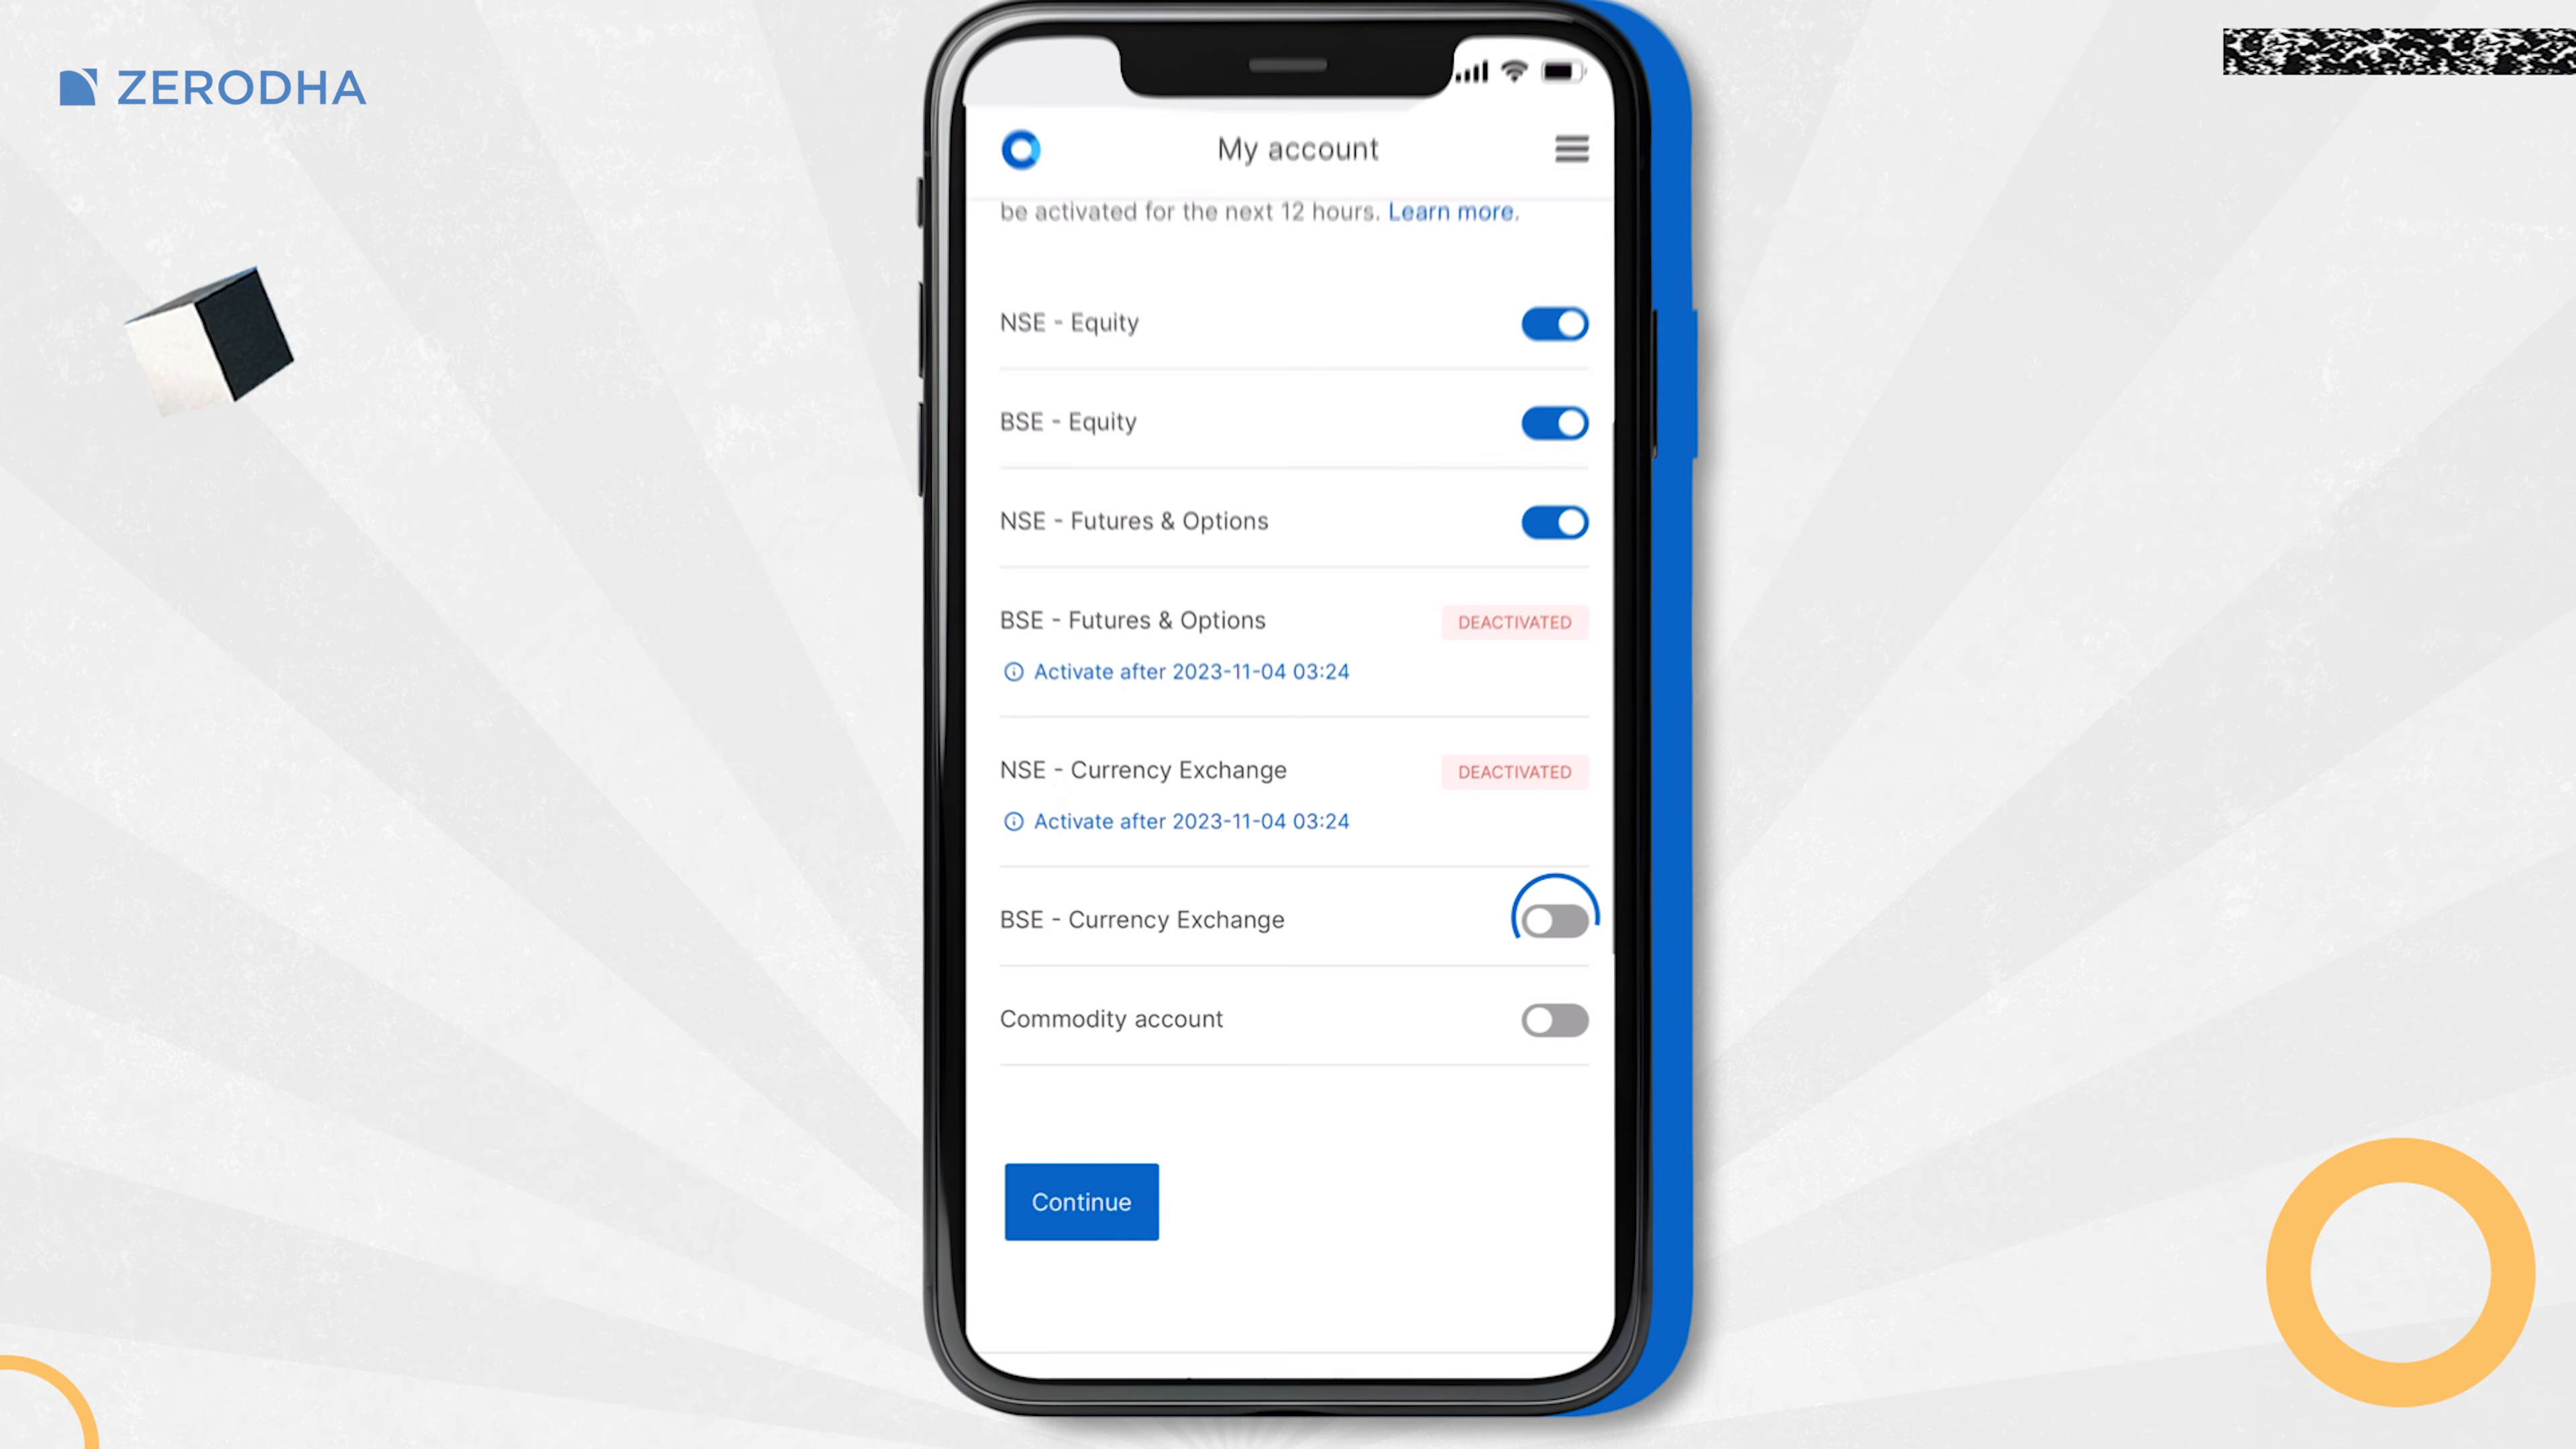 ZERODHA
My account
be activated for the next 12 hours. Learn more.
NSE - Equity
BSE - Equity
NSE - Futures & Options
BSE - Futures & Options
DEACTIVATED
Activate after 2023-11-04 03:24
NSE - Currency Exchange
DEACTIVATED
Activate after 2023-11-04 03:24
BSE - Currency Exchange
Commodity account
Continue